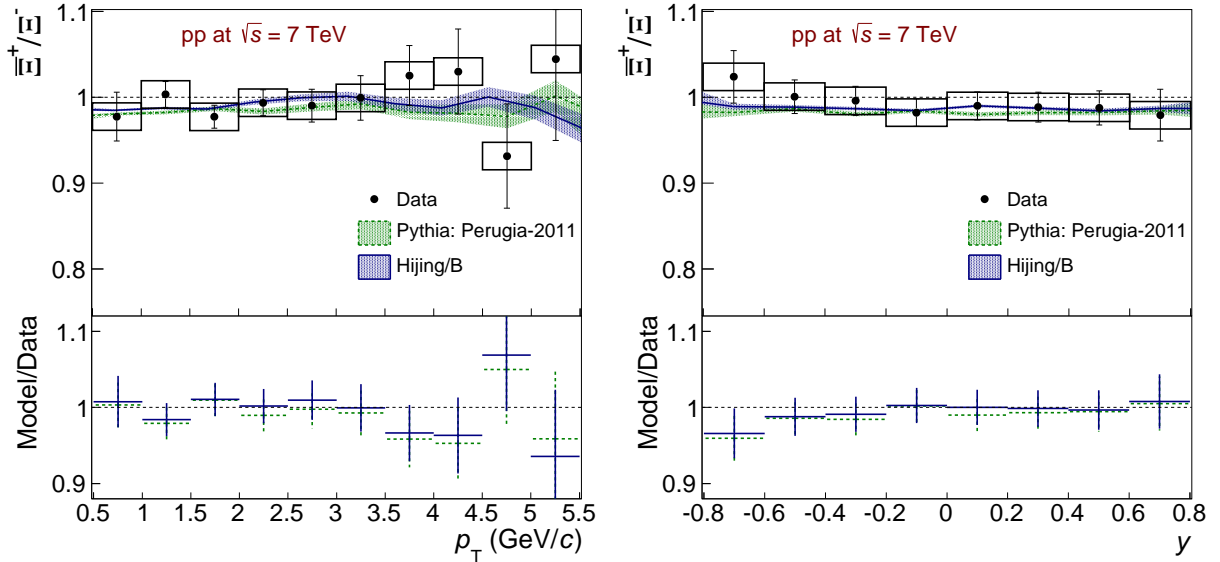 Ξ̅⁺/Ξ⁻
1.1
1
0.9
0.8
pp at √s = 7 TeV
Data
Pythia: Perugia-2011
Hijing/B
Model/Data
1.1
1
0.9
0.5 1 1.5 2 2.5 3 3.5 4 4.5 5 5.5
p_T (GeV/c)
Ξ̅⁺/Ξ⁻
1.1
1
0.9
0.8
pp at √s = 7 TeV
Data
Pythia: Perugia-2011
Hijing/B
Model/Data
1.1
1
0.9
-0.8 -0.6 -0.4 -0.2 0 0.2 0.4 0.6 0.8
y